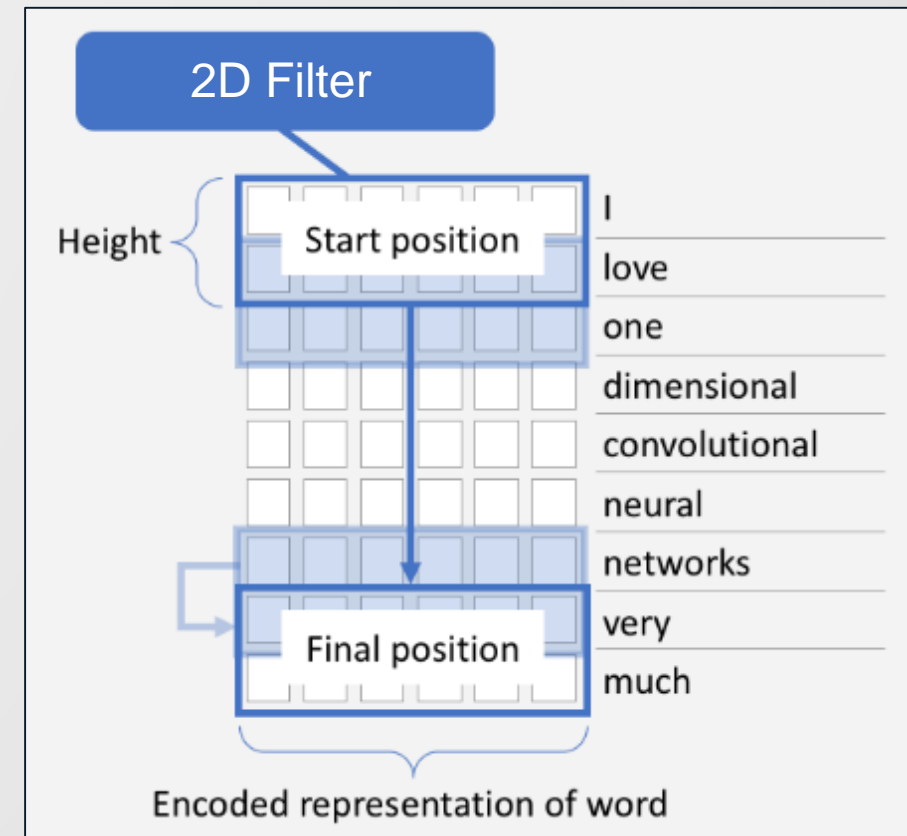 2D Filter
Height
Start position
I
love
one
dimensional
convolutional
neural
networks
very
Final position
much
Encoded representation of word